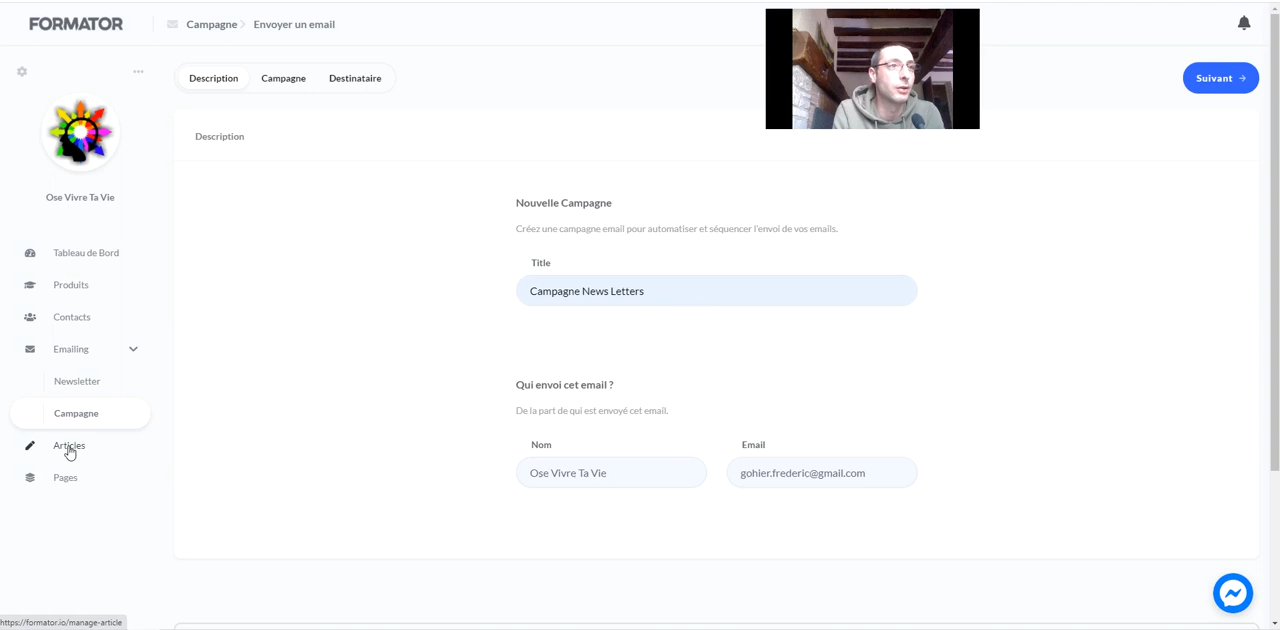 FORMATOR
Campagne > Envoyer un email
Description
Campagne
Destinataire
Suivant →
Ose Vivre Ta Vie
Tableau de Bord
Produits
Contacts
Emailing
Newsletter
Campagne
Articles
Pages
Description
Nouvelle Campagne
Créez une campagne email pour automatiser et séquencer l'envoi de vos emails.
Title
Campagne News Letters
Qui envoi cet email ?
De la part de qui est envoyé cet email.
Nom
Email
Ose Vivre Ta Vie
gohier.frederic@gmail.com
https://formator.io/manage-article